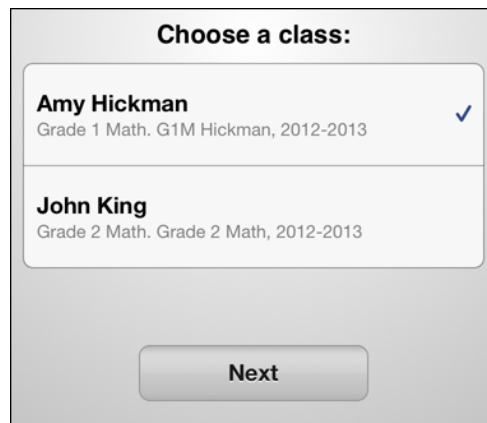 Choose a class:
Amy Hickman
Grade 1 Math. G1M Hickman, 2012-2013
John King
Grade 2 Math. Grade 2 Math, 2012-2013
Next